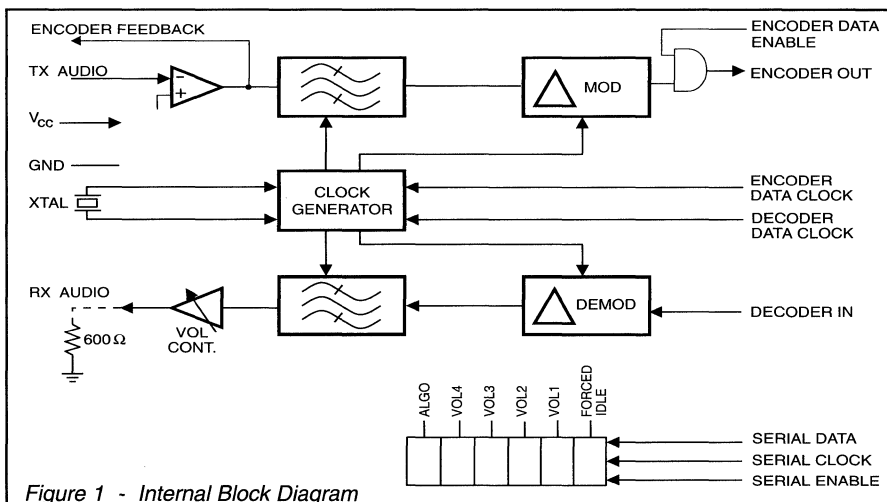 ENCODER FEEDBACK
ENCODER DATA
ENABLE
TX AUDIO
-
+
MOD
ENCODER OUT
VCC
GND
XTAL
CLOCK
GENERATOR
ENCODER
DATA CLOCK
DECODER
DATA CLOCK
RX AUDIO
600Ω
VOL
CONT.
DEMOD
DECODER IN
ALGO
VOL4
VOL3
VOL2
VOL1
FORCED
IDLE
SERIAL DATA
SERIAL CLOCK
SERIAL ENABLE
Figure 1 - Internal Block Diagram